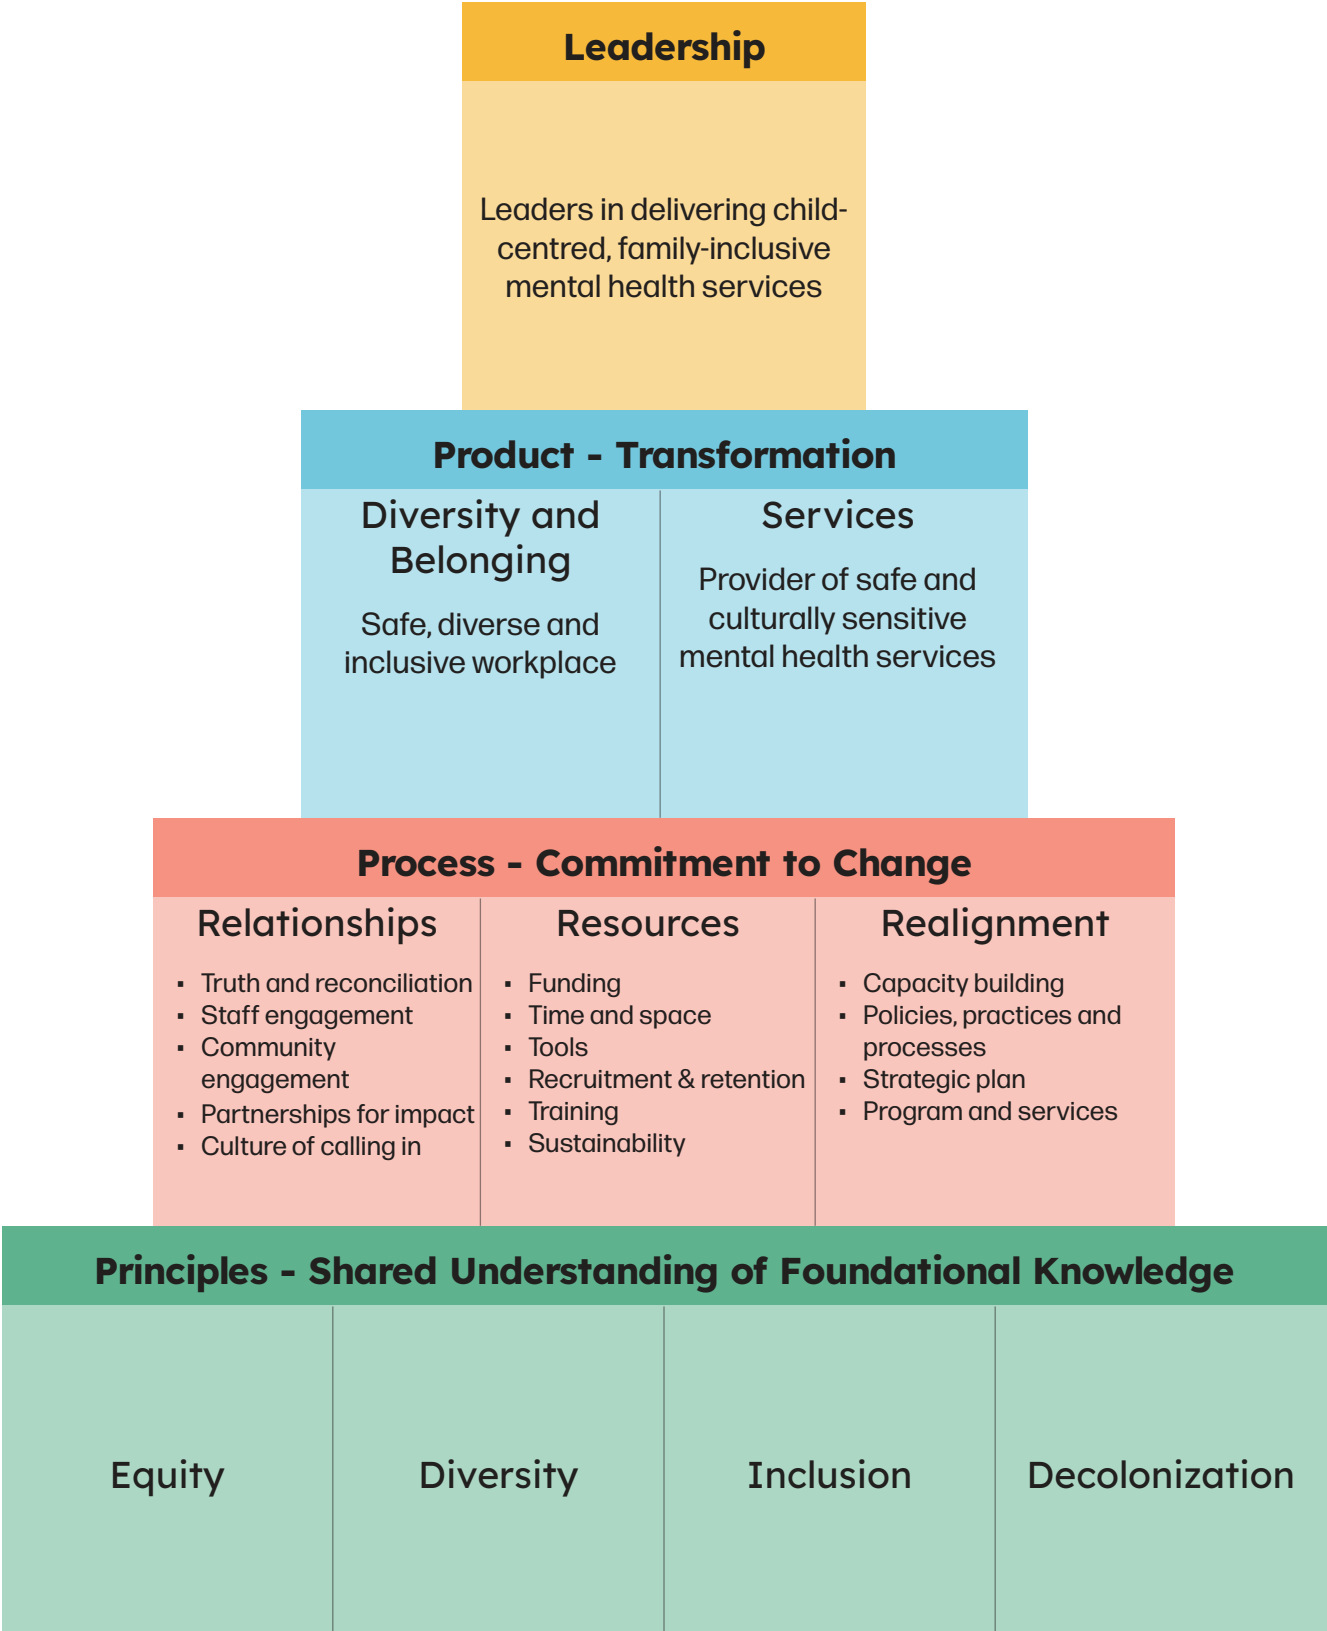 Leadership
Leaders in delivering child-
centred, family-inclusive
mental health services
Product - Transformation
Diversity and
Belonging
Safe, diverse and
inclusive workplace
Services
Provider of safe and
culturally sensitive
mental health services
Process - Commitment to Change
Relationships
▪ Truth and reconciliation
▪ Staff engagement
▪ Community
engagement
▪ Partnerships for impact
▪ Culture of calling in
Resources
▪ Funding
▪ Time and space
▪ Tools
▪ Recruitment & retention
▪ Training
▪ Sustainability
Realignment
▪ Capacity building
▪ Policies, practices and
processes
▪ Strategic plan
▪ Program and services
Principles - Shared Understanding of Foundational Knowledge
Equity
Diversity
Inclusion
Decolonization